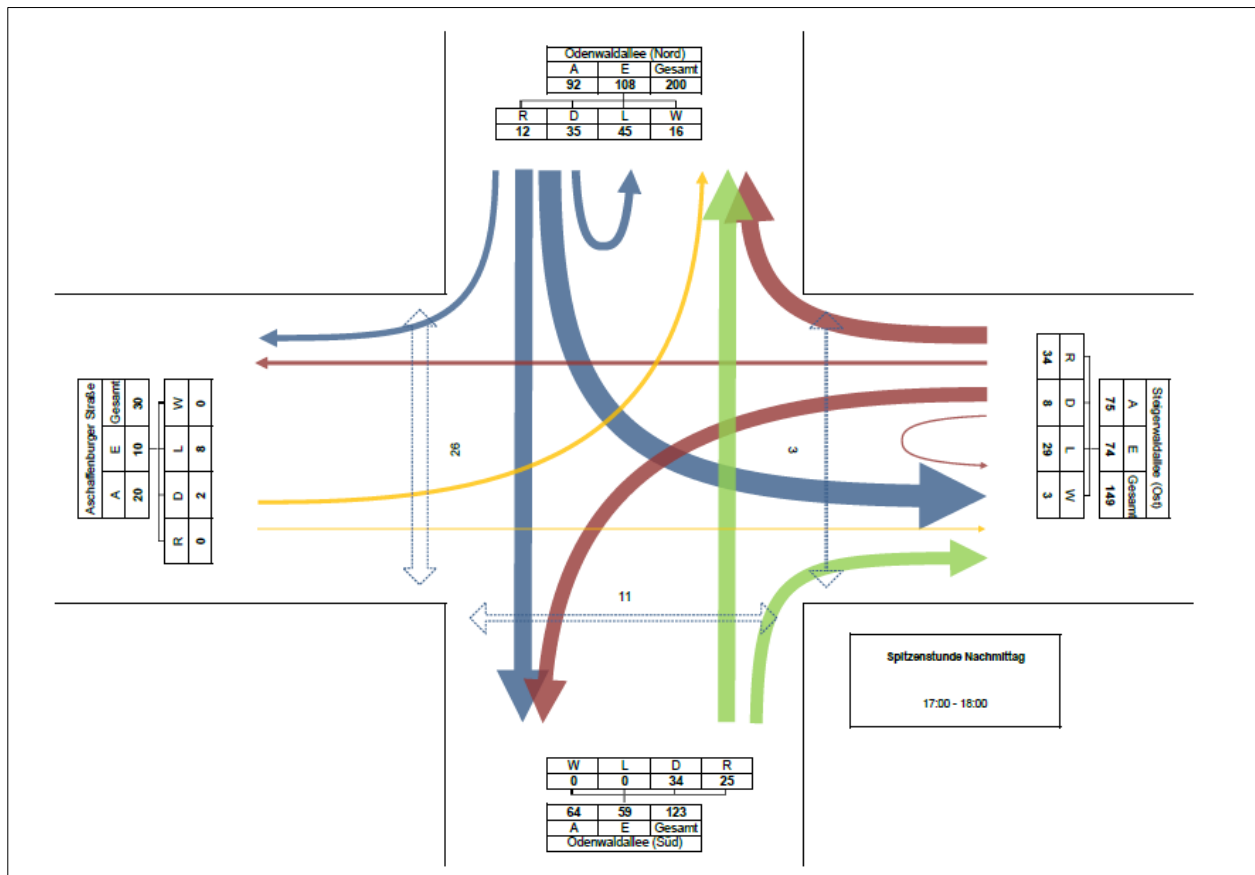 Odenwaldallee (Nord)
A E Gesamt
92 108 200
R D L W
12 35 45 16
Aschaffenburger Straße
Gesamt E A
30 10 20
W L D R
0 8 2 0
26
3
R D L W
34 8 29 3
Steigerwaldallee (Ost)
A E Gesamt
75 74 149
11
Spitzenstunde Nachmittag
17:00 - 18:00
W L D R
0 0 34 25
64 59 123
A E Gesamt
Odenwaldallee (Süd)